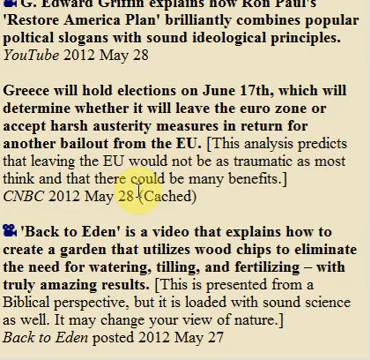 G. Edward Griffin explains how Ron Paul's
'Restore America Plan' brilliantly combines popular
poltical slogans with sound ideological principles.
YouTube 2012 May 28
Greece will hold elections on June 17th, which will
determine whether it will leave the euro zone or
accept harsh austerity measures in return for
another bailout from the EU. [This analysis predicts
that leaving the EU would not be as traumatic as most
think and that there could be many benefits.]
CNBC 2012 May 28 (Cached)
'Back to Eden' is a video that explains how to
create a garden that utilizes wood chips to eliminate
the need for watering, tilling, and fertilizing – with
truly amazing results. [This is presented from a
Biblical perspective, but it is loaded with sound science
as well. It may change your view of nature.]
Back to Eden posted 2012 May 27